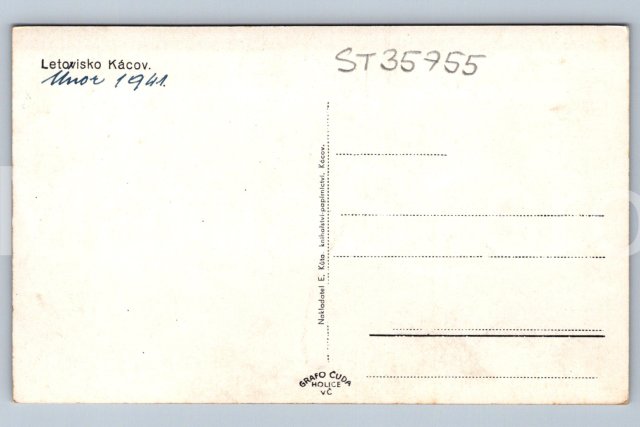 Letovisko Kácov.
Únor 1941.
ST35755
Nakladatel E. Kůta, knihařství-papírnictví, Kácov.
GRAFO ČUDA
HOLICE
VČ